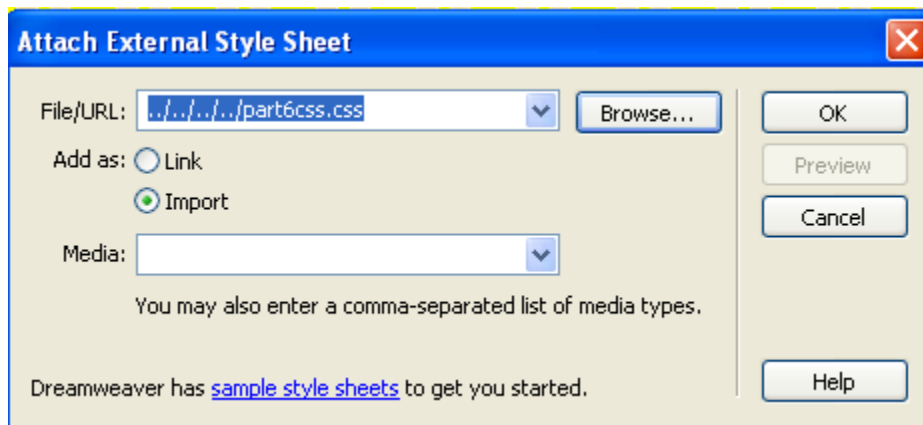 Attach External Style Sheet
File/URL: ../../../../part6css.css Browse... OK
Add as: Link Preview
Import Cancel
Media:
You may also enter a comma-separated list of media types.
Dreamweaver has sample style sheets to get you started. Help